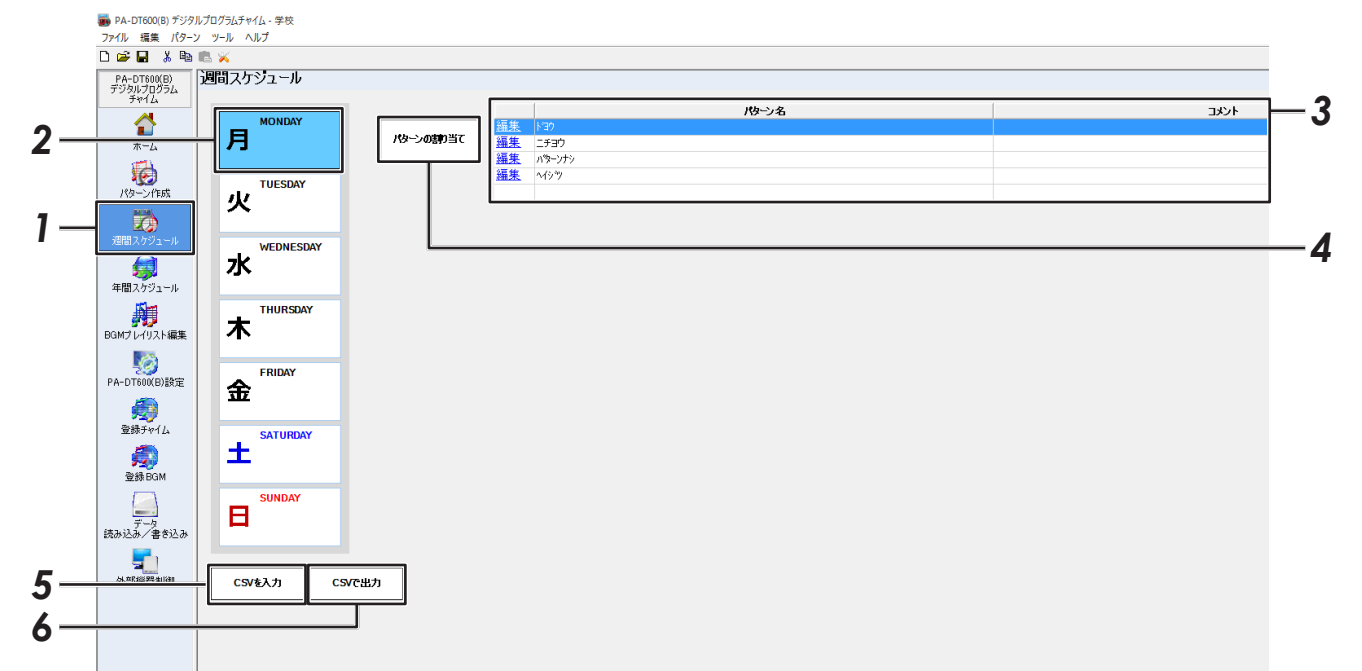 PA-DT600(B) デジタルプログラムチャイム - 学校
ファイル 編集 パターン ツール ヘルプ
PA-DT600(B)
デジタルプログラム
チャイム
週間スケジュール
ホーム
パターン作成
週間スケジュール
年間スケジュール
BGMプレイリスト編集
PA-DT600(B)設定
登録チャイム
登録BGM
データ
読み込み/書き込み
外部機器制御
MONDAY
月
TUESDAY
火
WEDNESDAY
水
THURSDAY
木
FRIDAY
金
SATURDAY
土
SUNDAY
日
パターンの割り当て
パターン名 コメント
編集 ドヨウ
編集 ニチヨウ
編集 パターンナシ
編集 ヘイジツ
CSVを入力 CSVで出力
1
2
3
4
5
6